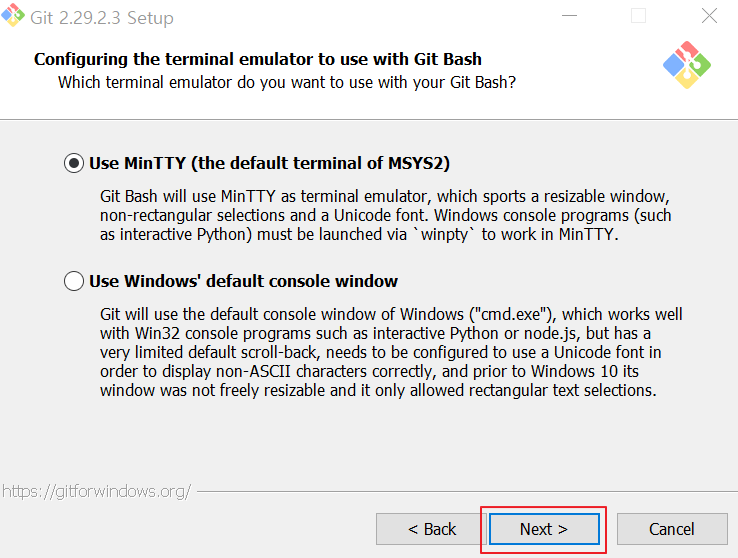 Git 2.29.2.3 Setup
Configuring the terminal emulator to use with Git Bash
Which terminal emulator do you want to use with your Git Bash?
Use MinTTY (the default terminal of MSYS2)
Git Bash will use MinTTY as terminal emulator, which sports a resizable window,
non-rectangular selections and a Unicode font. Windows console programs (such
as interactive Python) must be launched via `winpty` to work in MinTTY.
Use Windows' default console window
Git will use the default console window of Windows ("cmd.exe"), which works well
with Win32 console programs such as interactive Python or node.js, but has a
very limited default scroll-back, needs to be configured to use a Unicode font in
order to display non-ASCII characters correctly, and prior to Windows 10 its
window was not freely resizable and it only allowed rectangular text selections.
https://gitforwindows.org/
< Back
Next >
Cancel